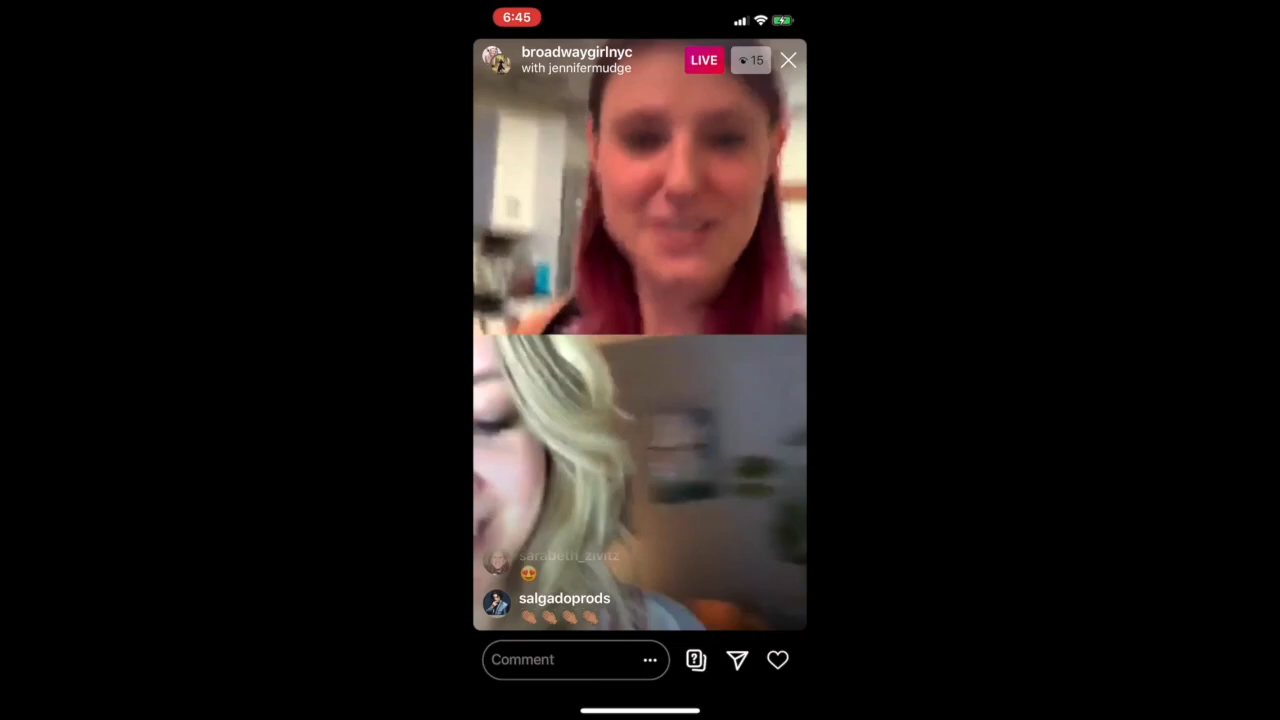 6:45
broadwaygirlnyc
with jennifermudge
LIVE
15
sarabeth_zivitz
salgadoprods
Comment